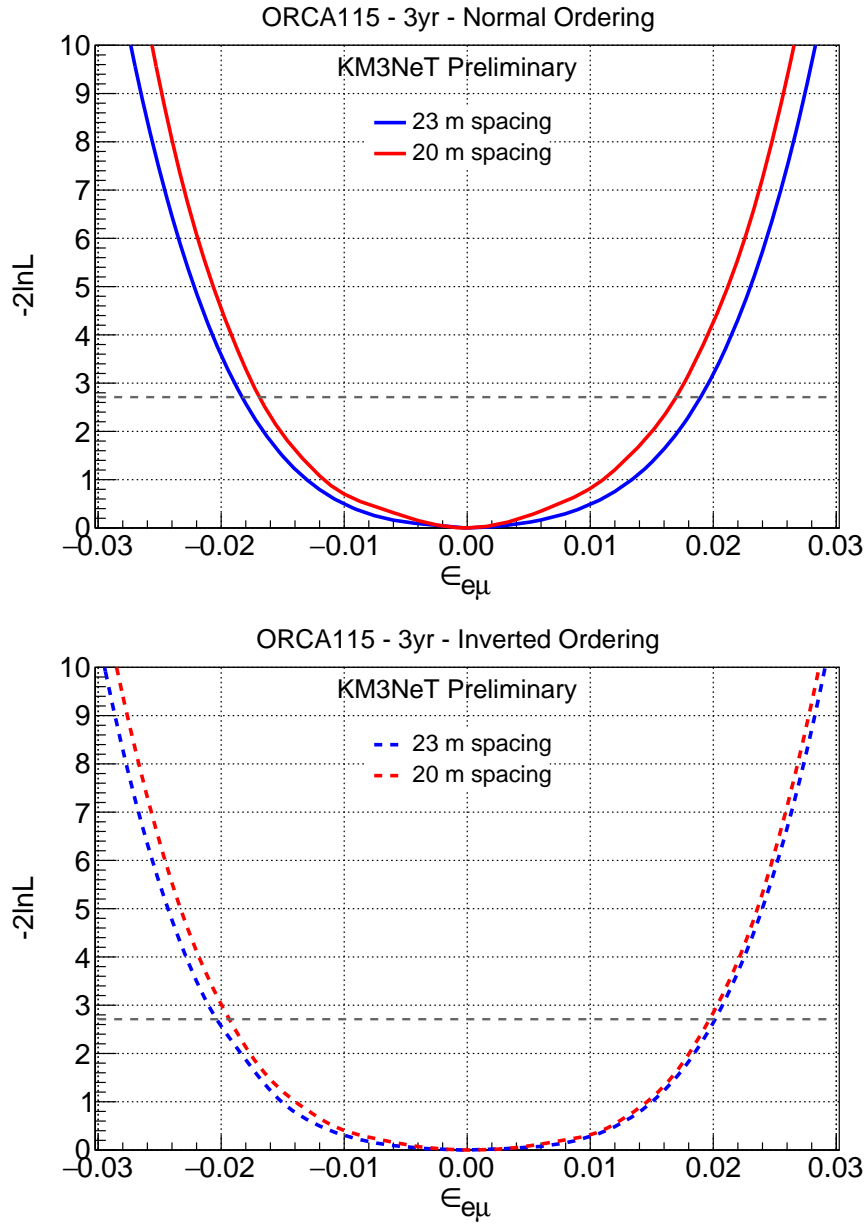 ORCA115 - 3yr - Normal Ordering
10
KM3NeT Preliminary
9
23 m spacing
8
20 m spacing
7
6
-2lnL
5
4
3
2
1
0
−0.03 −0.02 −0.01 0.00 0.01 0.02 0.03
∈eμ
ORCA115 - 3yr - Inverted Ordering
10
KM3NeT Preliminary
9
23 m spacing
8
20 m spacing
7
6
-2lnL
5
4
3
2
1
0
−0.03 −0.02 −0.01 0.00 0.01 0.02 0.03
∈eμ